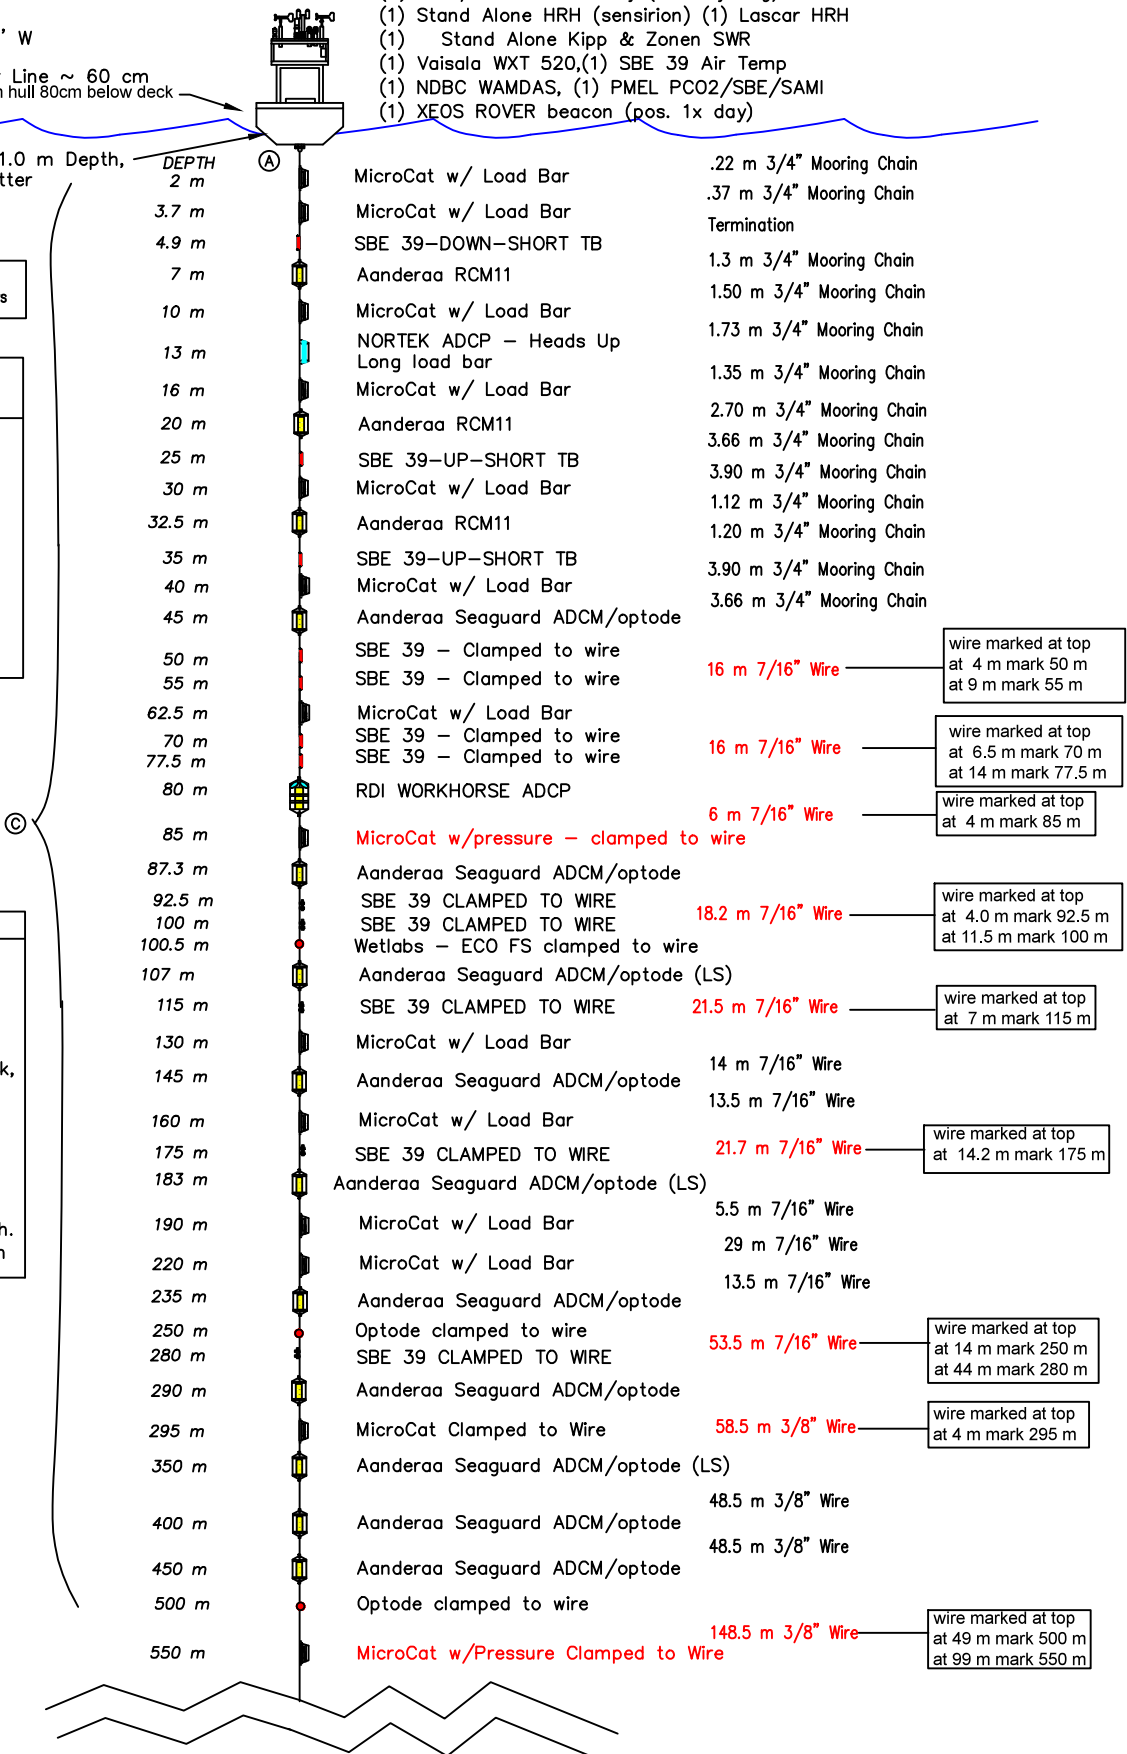 (1) Stand Alone HRH (sensirion) (1) Lascar HRH
(1) Stand Alone Kipp & Zonen SWR
(1) Vaisala WXT 520,(1) SBE 39 Air Temp
(1) NDBC WAMDAS, (1) PMEL PCO2/SBE/SAMI
(1) XEOS ROVER beacon (pos. 1x day)
' W
Line ~ 60 cm
hull 80cm below deck
1.0 m Depth,
A
C
DEPTH
2 m MicroCat w/ Load Bar .22 m 3/4" Mooring Chain
.37 m 3/4" Mooring Chain
3.7 m MicroCat w/ Load Bar
Termination
4.9 m SBE 39-DOWN-SHORT TB
1.3 m 3/4" Mooring Chain
7 m Aanderaa RCM11
1.50 m 3/4" Mooring Chain
10 m MicroCat w/ Load Bar
1.73 m 3/4" Mooring Chain
13 m NORTEK ADCP - Heads Up
Long load bar
1.35 m 3/4" Mooring Chain
16 m MicroCat w/ Load Bar
2.70 m 3/4" Mooring Chain
20 m Aanderaa RCM11
3.66 m 3/4" Mooring Chain
25 m SBE 39-UP-SHORT TB
3.90 m 3/4" Mooring Chain
30 m MicroCat w/ Load Bar
1.12 m 3/4" Mooring Chain
32.5 m Aanderaa RCM11
1.20 m 3/4" Mooring Chain
35 m SBE 39-UP-SHORT TB
3.90 m 3/4" Mooring Chain
40 m MicroCat w/ Load Bar
3.66 m 3/4" Mooring Chain
45 m Aanderaa Seaguard ADCM/optode
50 m SBE 39 - Clamped to wire
16 m 7/16" Wire
wire marked at top
at 4 m mark 50 m
at 9 m mark 55 m
55 m SBE 39 - Clamped to wire
62.5 m MicroCat w/ Load Bar
70 m SBE 39 - Clamped to wire
16 m 7/16" Wire
wire marked at top
at 6.5 m mark 70 m
at 14 m mark 77.5 m
77.5 m SBE 39 - Clamped to wire
80 m RDI WORKHORSE ADCP
6 m 7/16" Wire
wire marked at top
at 4 m mark 85 m
85 m MicroCat w/pressure - clamped to wire
87.3 m Aanderaa Seaguard ADCM/optode
92.5 m SBE 39 CLAMPED TO WIRE
18.2 m 7/16" Wire
wire marked at top
at 4.0 m mark 92.5 m
at 11.5 m mark 100 m
100 m SBE 39 CLAMPED TO WIRE
100.5 m Wetlabs - ECO FS clamped to wire
107 m Aanderaa Seaguard ADCM/optode (LS)
115 m SBE 39 CLAMPED TO WIRE
21.5 m 7/16" Wire
wire marked at top
at 7 m mark 115 m
130 m MicroCat w/ Load Bar
14 m 7/16" Wire
145 m Aanderaa Seaguard ADCM/optode
13.5 m 7/16" Wire
160 m MicroCat w/ Load Bar
21.7 m 7/16" Wire
wire marked at top
at 14.2 m mark 175 m
175 m SBE 39 CLAMPED TO WIRE
183 m Aanderaa Seaguard ADCM/optode (LS)
5.5 m 7/16" Wire
190 m MicroCat w/ Load Bar
29 m 7/16" Wire
220 m MicroCat w/ Load Bar
13.5 m 7/16" Wire
235 m Aanderaa Seaguard ADCM/optode
250 m Optode clamped to wire
53.5 m 7/16" Wire
wire marked at top
at 14 m mark 250 m
at 44 m mark 280 m
280 m SBE 39 CLAMPED TO WIRE
290 m Aanderaa Seaguard ADCM/optode
58.5 m 3/8" Wire
wire marked at top
at 4 m mark 295 m
295 m MicroCat Clamped to Wire
350 m Aanderaa Seaguard ADCM/optode (LS)
48.5 m 3/8" Wire
400 m Aanderaa Seaguard ADCM/optode
48.5 m 3/8" Wire
450 m Aanderaa Seaguard ADCM/optode
500 m Optode clamped to wire
148.5 m 3/8" Wire
wire marked at top
at 49 m mark 500 m
at 99 m mark 550 m
550 m MicroCat w/Pressure Clamped to Wire